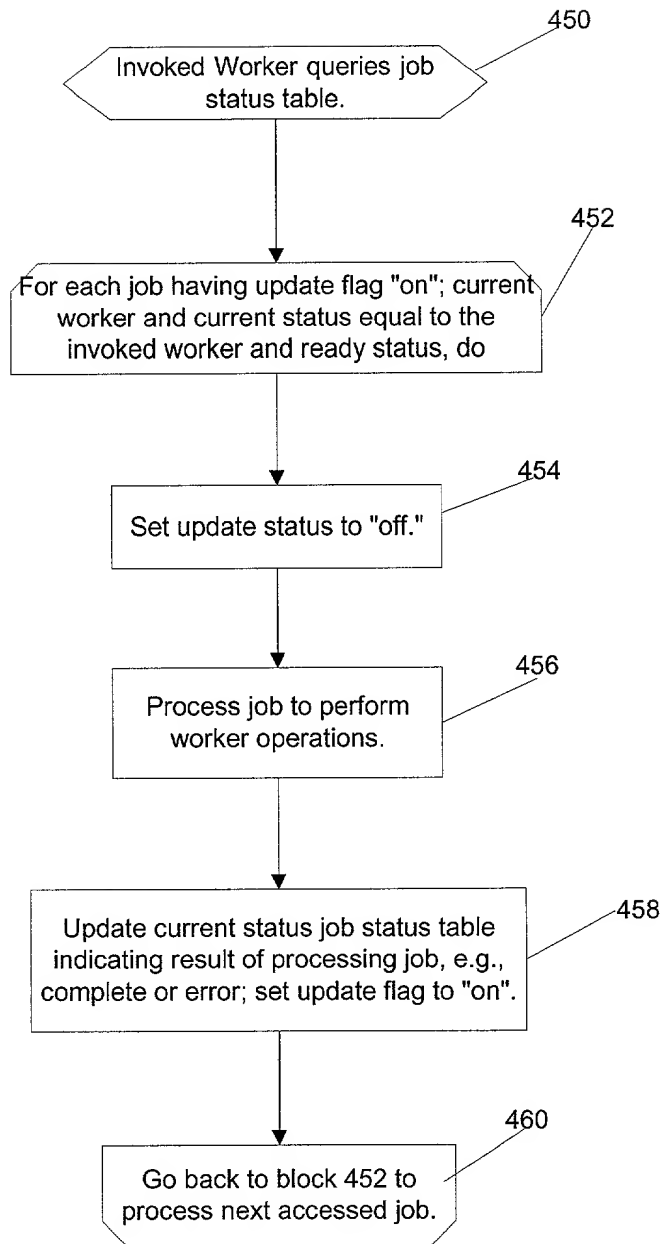 450
Invoked Worker queries job
status table.
452
For each job having update flag "on"; current
worker and current status equal to the
invoked worker and ready status, do
454
Set update status to "off."
456
Process job to perform
worker operations.
458
Update current status job status table
indicating result of processing job, e.g.,
complete or error; set update flag to "on".
460
Go back to block 452 to
process next accessed job.